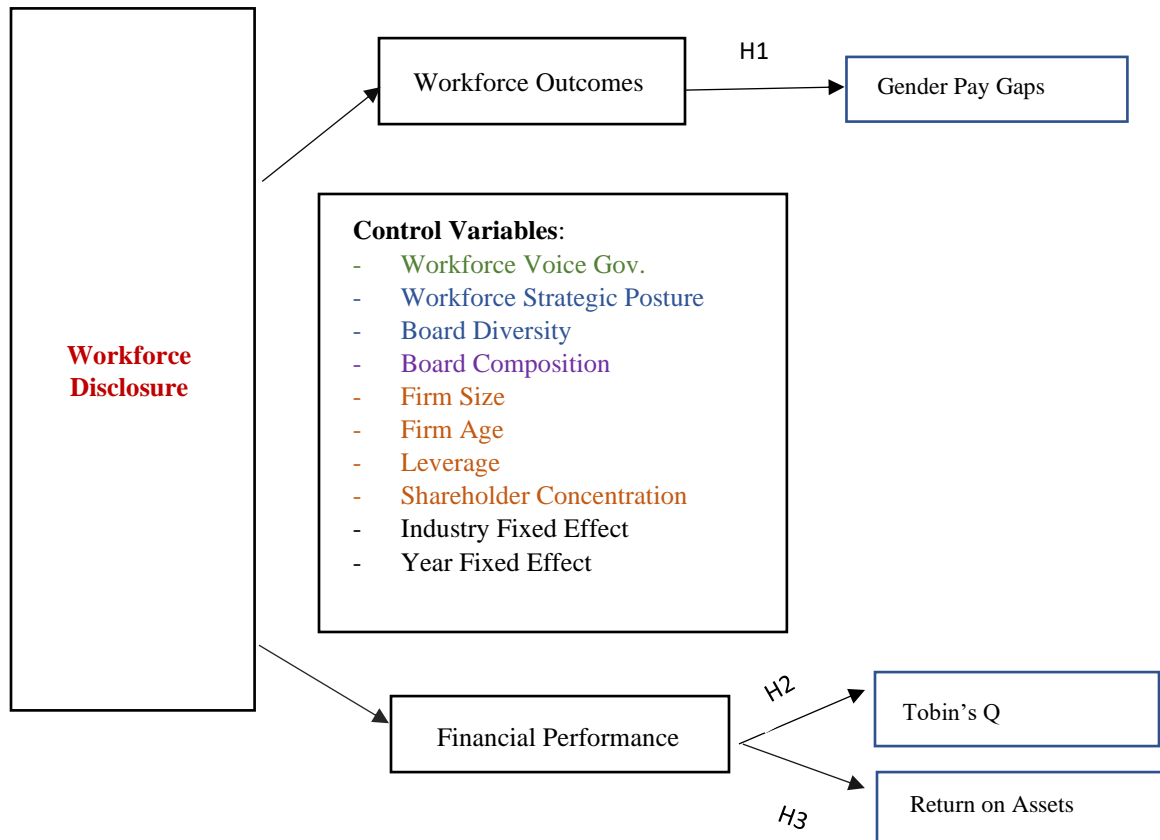 H1
Workforce Outcomes
Gender Pay Gaps
Control Variables:
- Workforce Voice Gov.
- Workforce Strategic Posture
- Board Diversity
- Board Composition
- Firm Size
- Firm Age
- Leverage
- Shareholder Concentration
- Industry Fixed Effect
- Year Fixed Effect
Workforce
Disclosure
H2
Tobin’s Q
Financial Performance
Return on Assets
H3